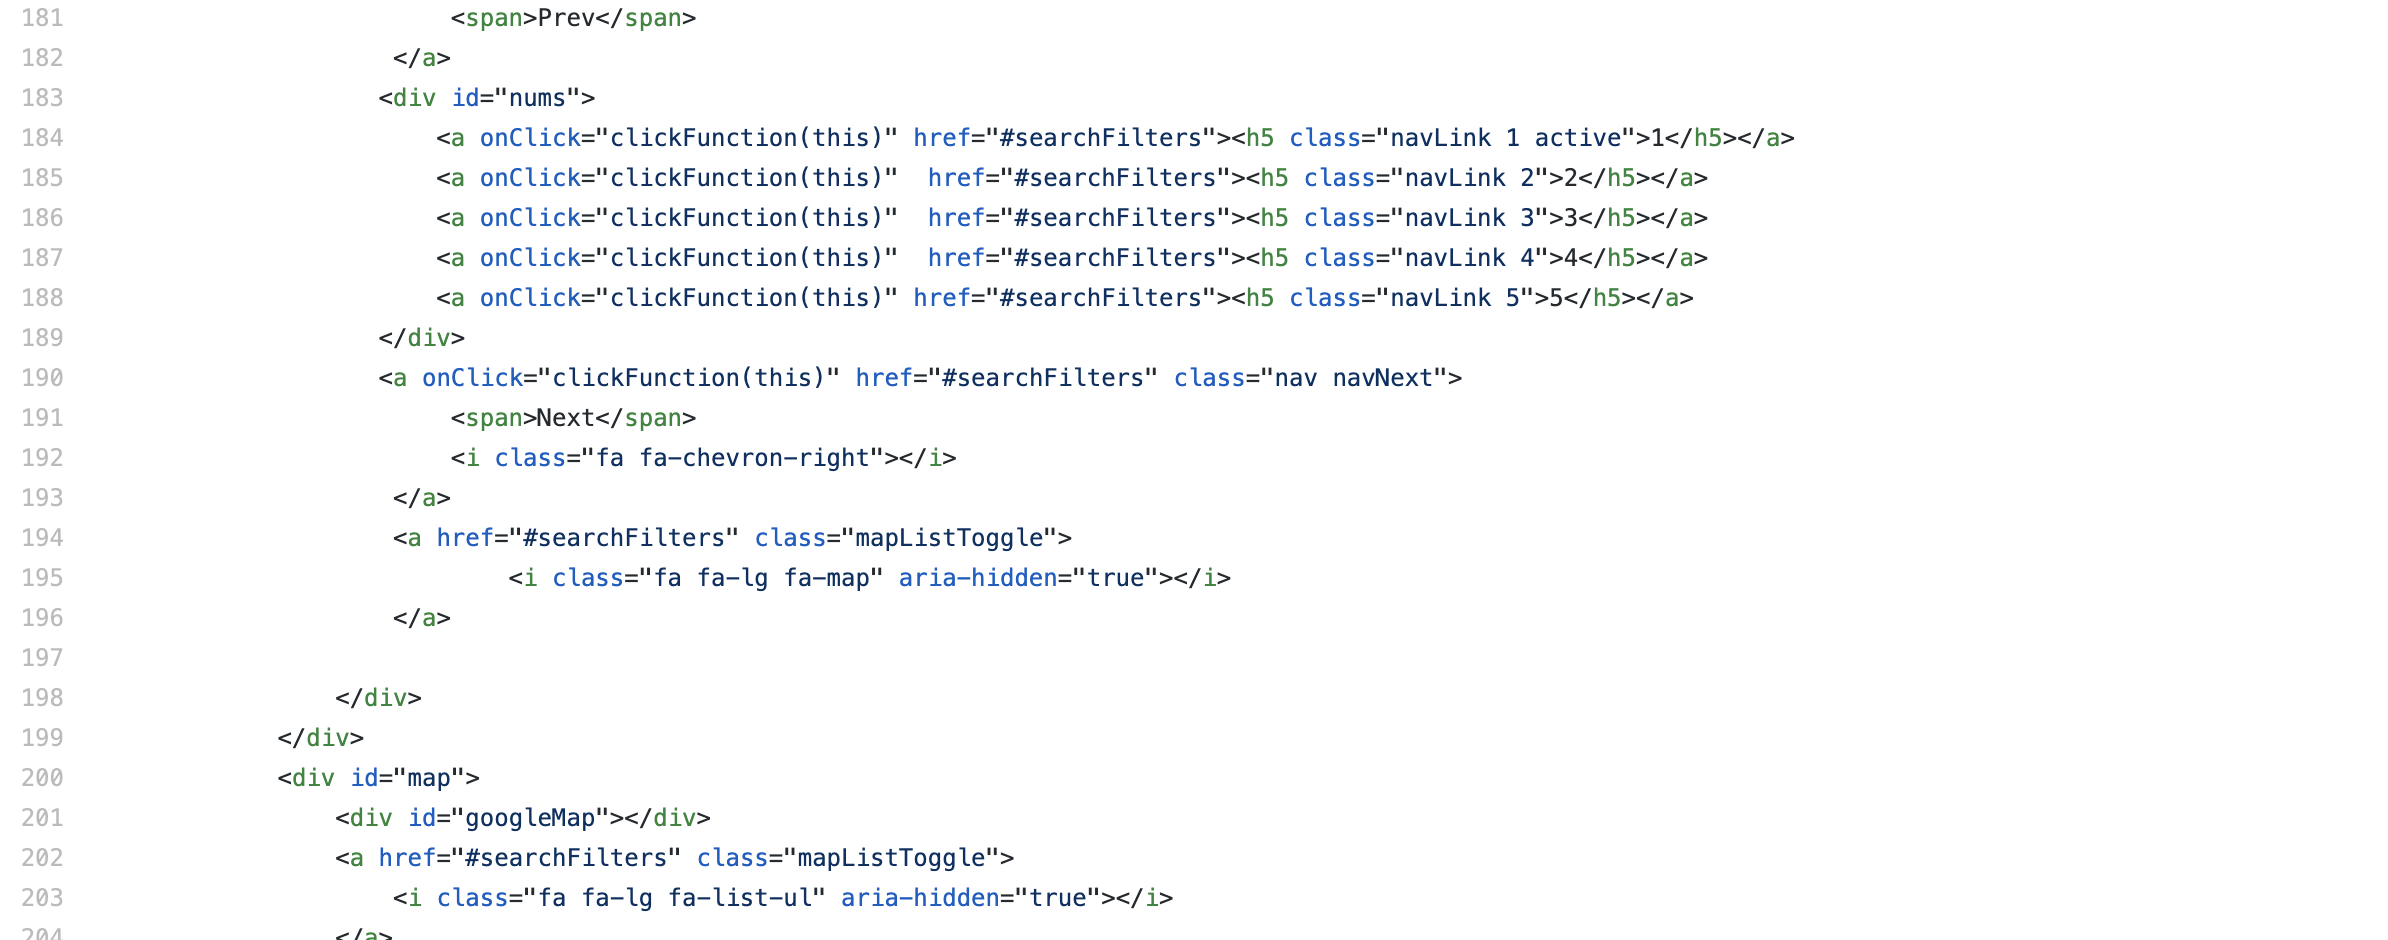 181 <span>Prev</span>
182 </a>
183 <div id="nums">
184 <a onClick="clickFunction(this)" href="#searchFilters"><h5 class="navLink 1 active">1</h5></a>
185 <a onClick="clickFunction(this)"  href="#searchFilters"><h5 class="navLink 2">2</h5></a>
186 <a onClick="clickFunction(this)"  href="#searchFilters"><h5 class="navLink 3">3</h5></a>
187 <a onClick="clickFunction(this)"  href="#searchFilters"><h5 class="navLink 4">4</h5></a>
188 <a onClick="clickFunction(this)" href="#searchFilters"><h5 class="navLink 5">5</h5></a>
189 </div>
190 <a onClick="clickFunction(this)" href="#searchFilters" class="nav navNext">
191 <span>Next</span>
192 <i class="fa fa-chevron-right"></i>
193 </a>
194 <a href="#searchFilters" class="mapListToggle">
195 <i class="fa fa-lg fa-map" aria-hidden="true"></i>
196 </a>
197
198 </div>
199 </div>
200 <div id="map">
201 <div id="googleMap"></div>
202 <a href="#searchFilters" class="mapListToggle">
203 <i class="fa fa-lg fa-list-ul" aria-hidden="true"></i>
204 </a>